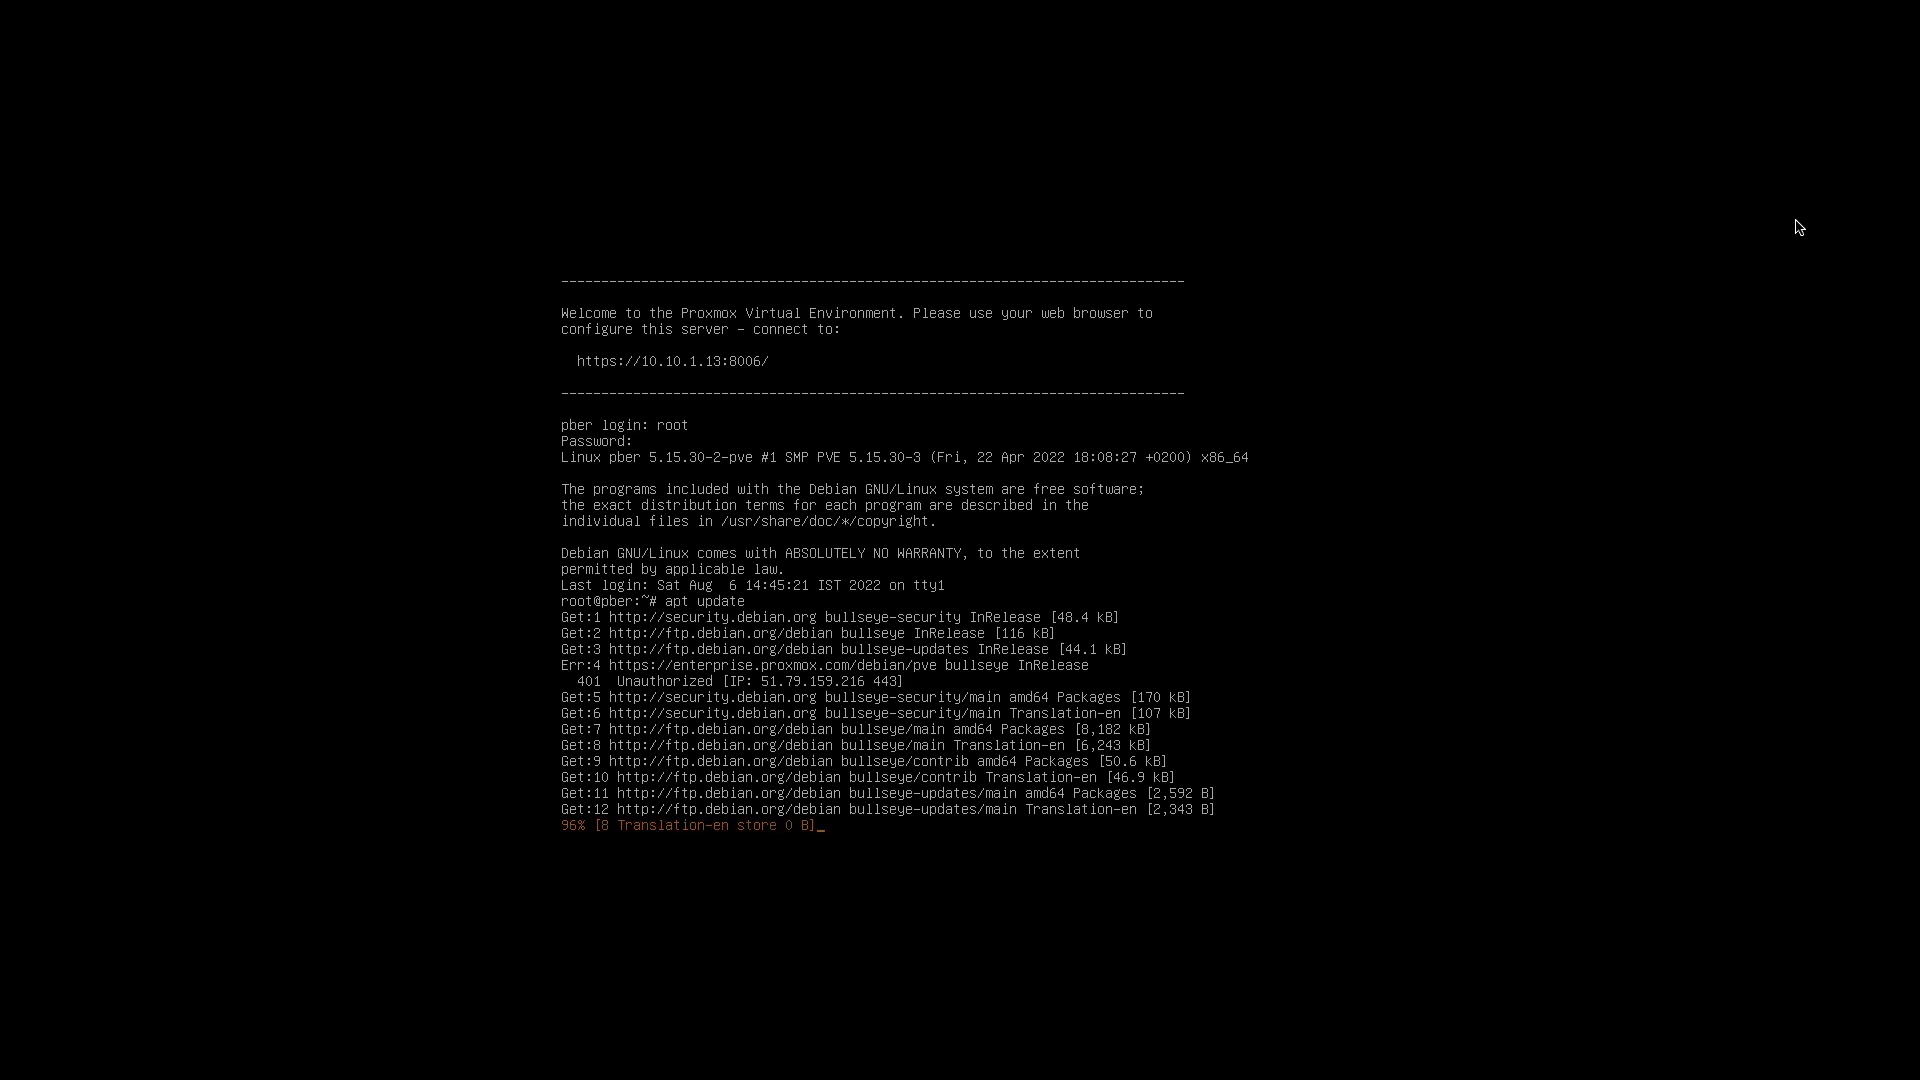 ------------------------------------------------------------------------------
Welcome to the Proxmox Virtual Environment. Please use your web browser to
configure this server - connect to:
  https://10.10.1.13:8006/
------------------------------------------------------------------------------
pber login: root
Password:
Linux pber 5.15.30-2-pve #1 SMP PVE 5.15.30-3 (Fri, 22 Apr 2022 18:08:27 +0200) x86_64
The programs included with the Debian GNU/Linux system are free software;
the exact distribution terms for each program are described in the
individual files in /usr/share/doc/*/copyright.
Debian GNU/Linux comes with ABSOLUTELY NO WARRANTY, to the extent
permitted by applicable law.
Last login: Sat Aug  6 14:45:21 IST 2022 on tty1
root@pber:~# apt update
Get:1 http://security.debian.org bullseye-security InRelease [48.4 kB]
Get:2 http://ftp.debian.org/debian bullseye InRelease [116 kB]
Get:3 http://ftp.debian.org/debian bullseye-updates InRelease [44.1 kB]
Err:4 https://enterprise.proxmox.com/debian/pve bullseye InRelease
  401  Unauthorized [IP: 51.79.159.216 443]
Get:5 http://security.debian.org bullseye-security/main amd64 Packages [170 kB]
Get:6 http://security.debian.org bullseye-security/main Translation-en [107 kB]
Get:7 http://ftp.debian.org/debian bullseye/main amd64 Packages [8,182 kB]
Get:8 http://ftp.debian.org/debian bullseye/main Translation-en [6,243 kB]
Get:9 http://ftp.debian.org/debian bullseye/contrib amd64 Packages [50.6 kB]
Get:10 http://ftp.debian.org/debian bullseye/contrib Translation-en [46.9 kB]
Get:11 http://ftp.debian.org/debian bullseye-updates/main amd64 Packages [2,592 B]
Get:12 http://ftp.debian.org/debian bullseye-updates/main Translation-en [2,343 B]
96% [8 Translation-en store 0 B]_